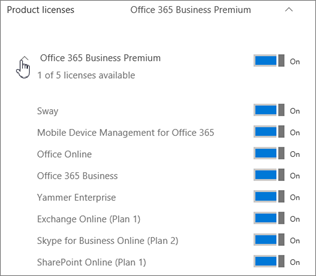 Product licenses Office 365 Business Premium
Office 365 Business Premium On
1 of 5 licenses available
Sway On
Mobile Device Management for Office 365 On
Office Online On
Office 365 Business On
Yammer Enterprise On
Exchange Online (Plan 1) On
Skype for Business Online (Plan 2) On
SharePoint Online (Plan 1) On